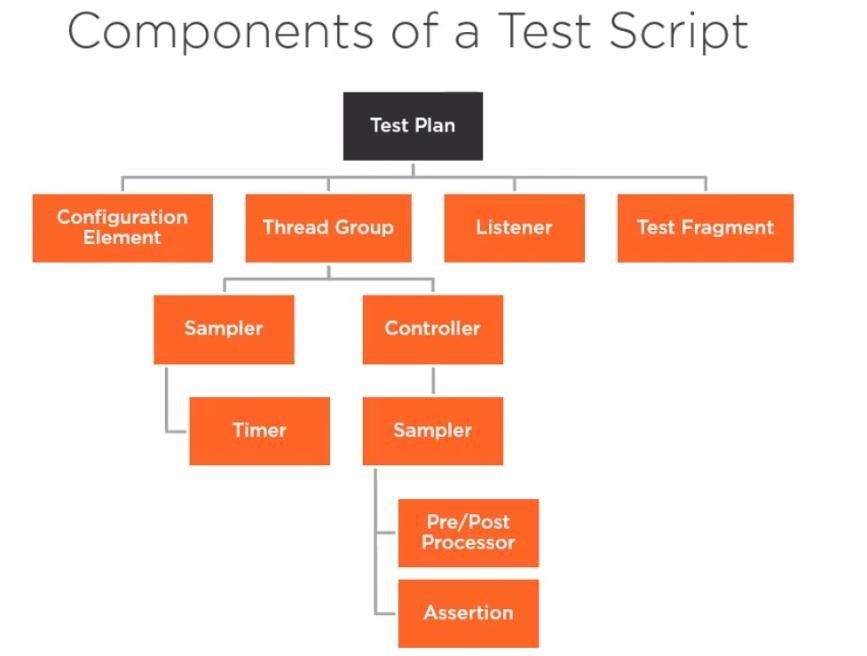 Components of a Test Script
Test Plan
Configuration
Element
Thread Group
Listener
Test Fragment
Sampler
Controller
Timer
Sampler
Pre/Post
Processor
Assertion